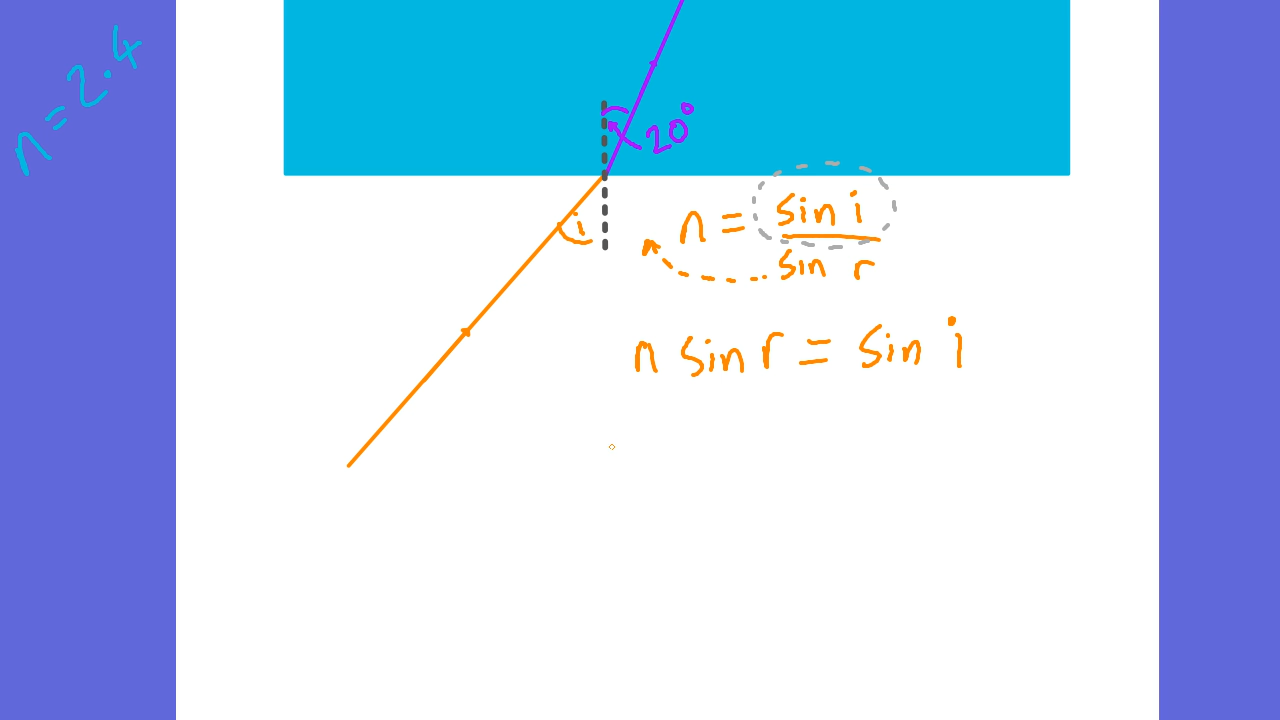 n = 2.4
20°
i
n = sin i / sin r
n sin r = sin i